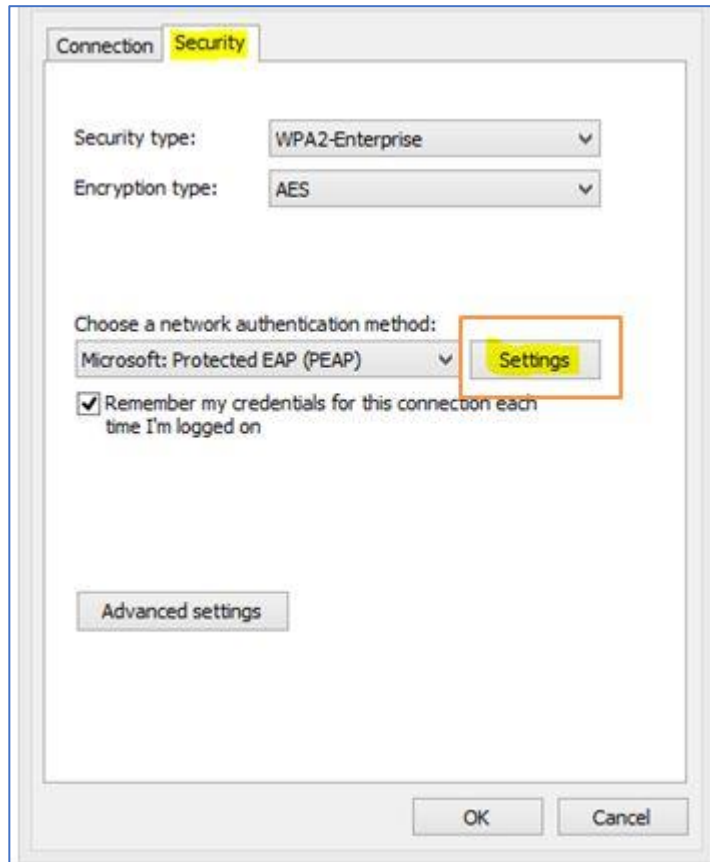 Connection Security
Security type: WPA2-Enterprise
Encryption type: AES
Choose a network authentication method:
Microsoft: Protected EAP (PEAP) Settings
Remember my credentials for this connection each
time I'm logged on
Advanced settings
OK Cancel